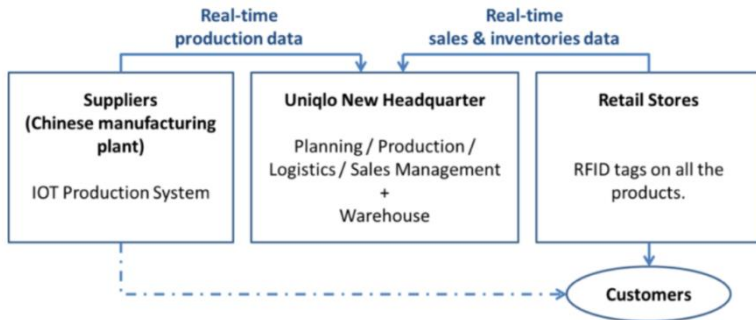 Real-time
production data
Real-time
sales & inventories data
Suppliers
(Chinese manufacturing
plant)
IOT Production System
Uniqlo New Headquarter
Planning / Production /
Logistics / Sales Management
+
Warehouse
Retail Stores
RFID tags on all the
products.
Customers